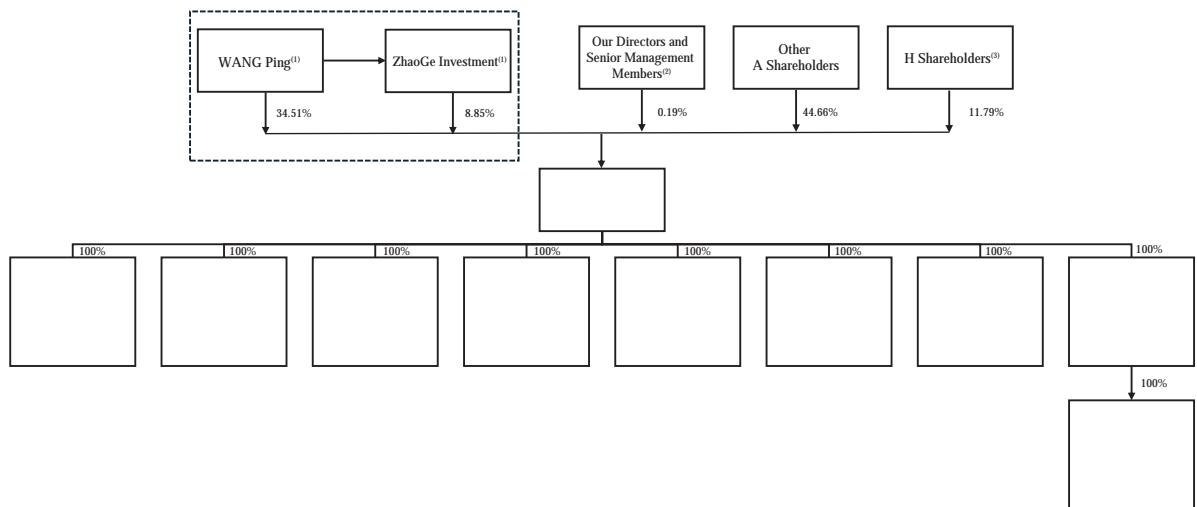 WANG Ping(1)
ZhaoGe Investment(1)
Our Directors and
Senior Management
Members(2)
Other
A Shareholders
H Shareholders(3)
34.51%
8.85%
0.19%
44.66%
11.79%
100%
100%
100%
100%
100%
100%
100%
100%
100%